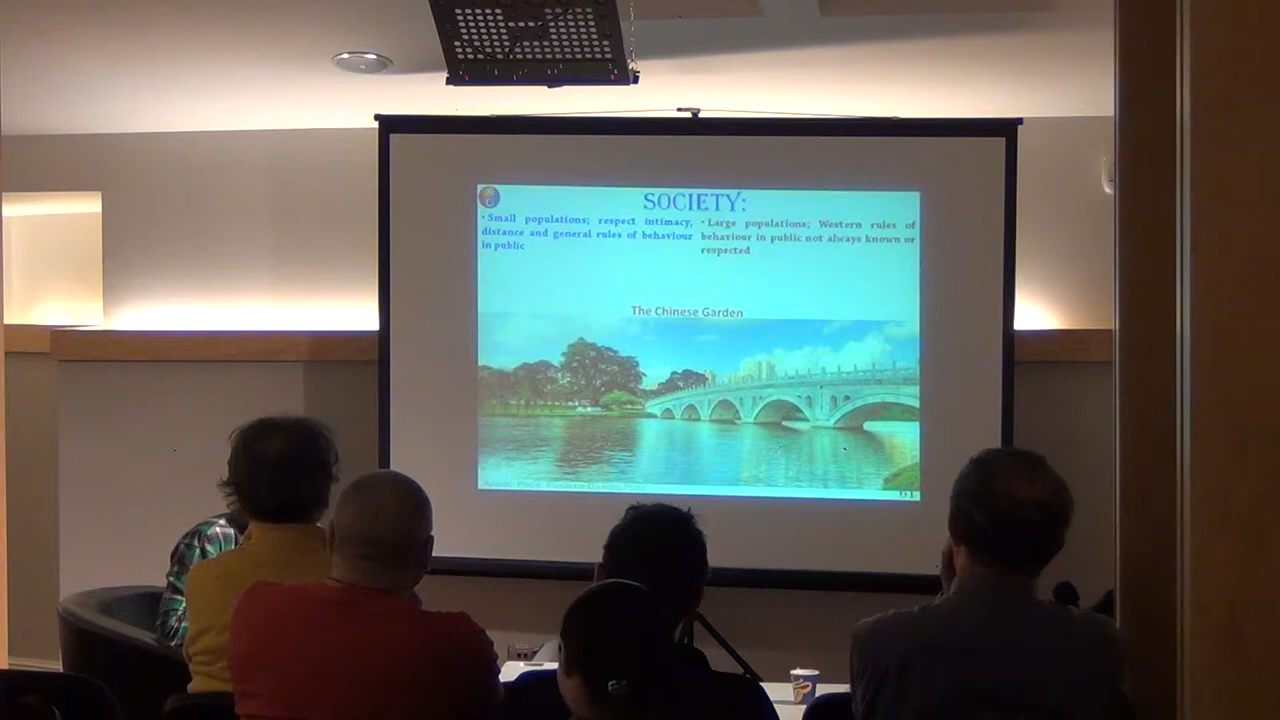 SOCIETY:
• Small populations; respect intimacy,
distance and general rules of behaviour
in public
• Large populations; Western rules of
behaviour in public not always known or
respected
The Chinese Garden
61